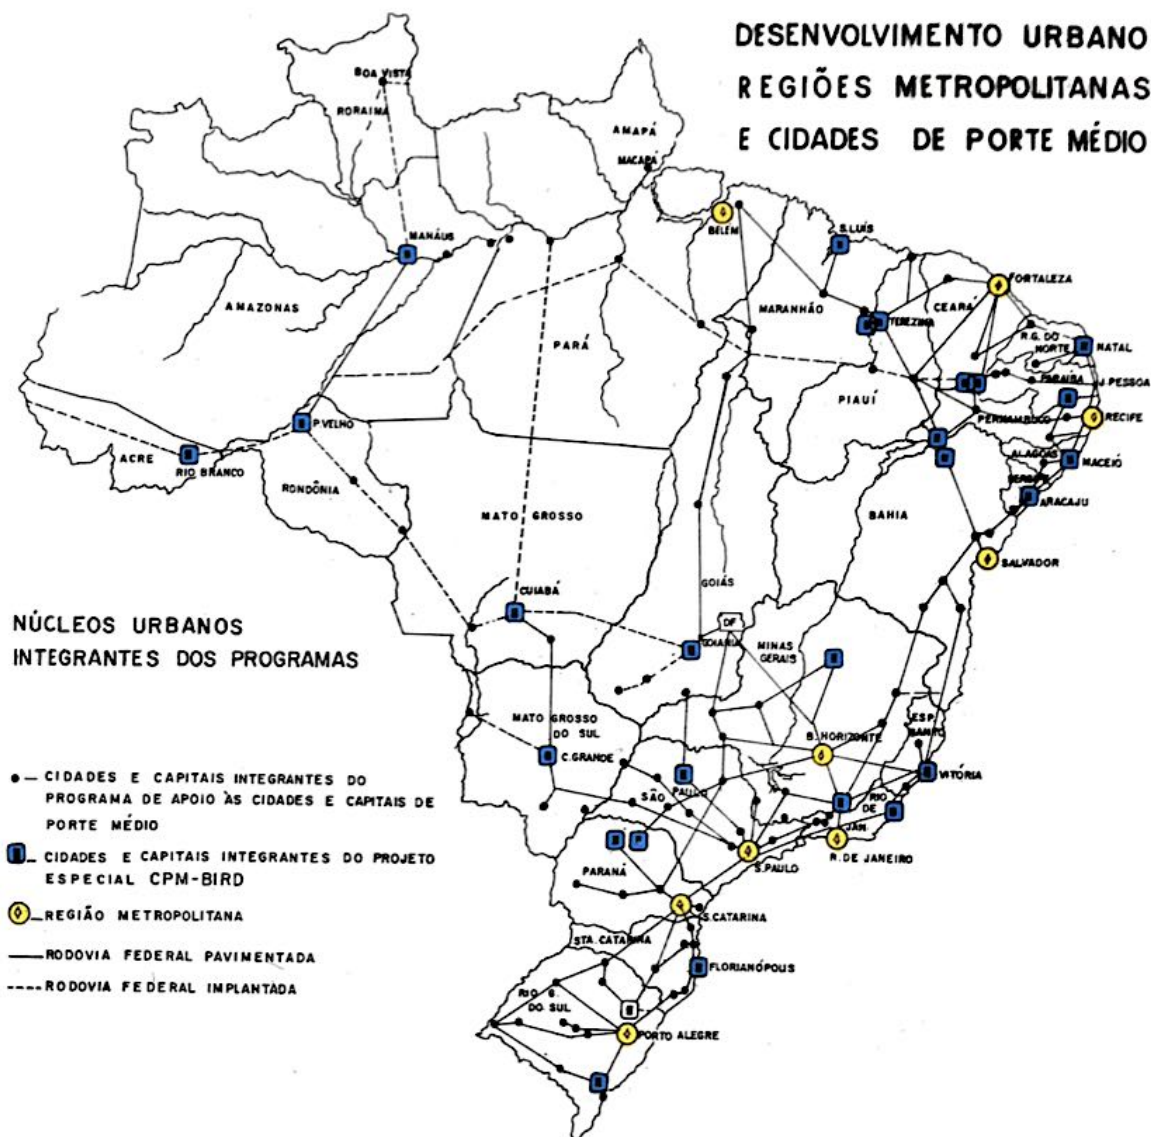 DESENVOLVIMENTO URBANO
REGIÕES METROPOLITANAS
E CIDADES DE PORTE MÉDIO
BOA VISTA
RORAIMA
AMAPÁ
MACAPÁ
BELÉM
S.LUÍS
MANÁUS
FORTALEZA
AMAZONAS
MARANHÃO
CEARÁ
TEREZINA
R.G. DO
NORTE
NATAL
PARÁ
PARAÍBA
J.PESSOA
PIAUÍ
PERNAMBUCO
RECIFE
P.VELHO
ACRE
RIO BRANCO
ALAGOAS
MACEIÓ
RONDÔNIA
ARACAJU
MATO GROSSO
BAHIA
SALVADOR
GOIÁS
CUIABÁ
DF
GOIANIA
MINAS
GERAIS
NÚCLEOS URBANOS
INTEGRANTES DOS PROGRAMAS
MATO GROSSO
DO SUL
C.GRANDE
B.HORIZONTE
ESP.
SANTO
VITÓRIA
SÃO PAULO
RIO
DE
JAN.
R.DE JANEIRO
S.PAULO
CIDADES E CAPITAIS INTEGRANTES DO
PROGRAMA DE APOIO ÀS CIDADES E CAPITAIS DE
PORTE MÉDIO
CIDADES E CAPITAIS INTEGRANTES DO PROJETO
ESPECIAL CPM-BIRD
REGIÃO METROPOLITANA
RODOVIA FEDERAL PAVIMENTADA
RODOVIA FEDERAL IMPLANTADA
PARANÁ
S.CATARINA
STA.CATARINA
FLORIANÓPOLIS
RIO G.
DO SUL
PORTO ALEGRE